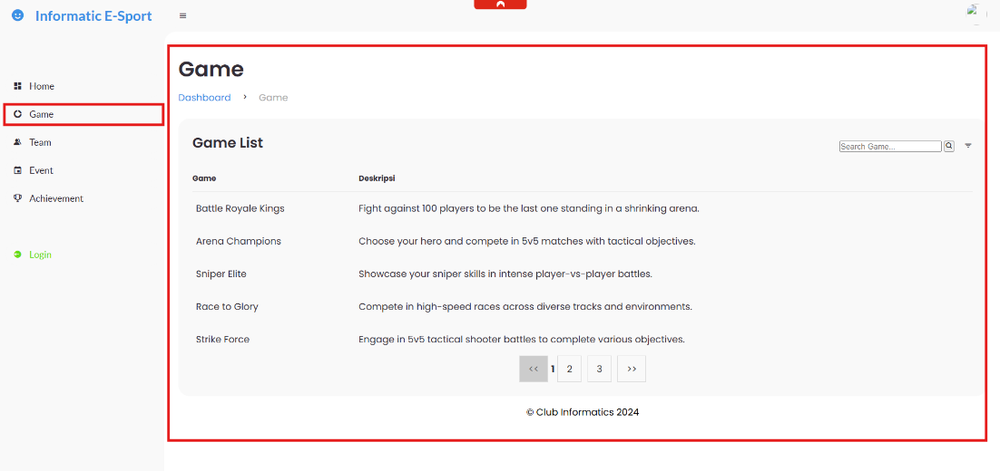 Informatic E-Sport
Home
Game
Team
Event
Achievement
Login
Game
Dashboard > Game
Game List
Search Game...
Game Deskripsi
Battle Royale Kings Fight against 100 players to be the last one standing in a shrinking arena.
Arena Champions Choose your hero and compete in 5v5 matches with tactical objectives.
Sniper Elite Showcase your sniper skills in intense player-vs-player battles.
Race to Glory Compete in high-speed races across diverse tracks and environments.
Strike Force Engage in 5v5 tactical shooter battles to complete various objectives.
<< 1 2 3 >>
© Club Informatics 2024